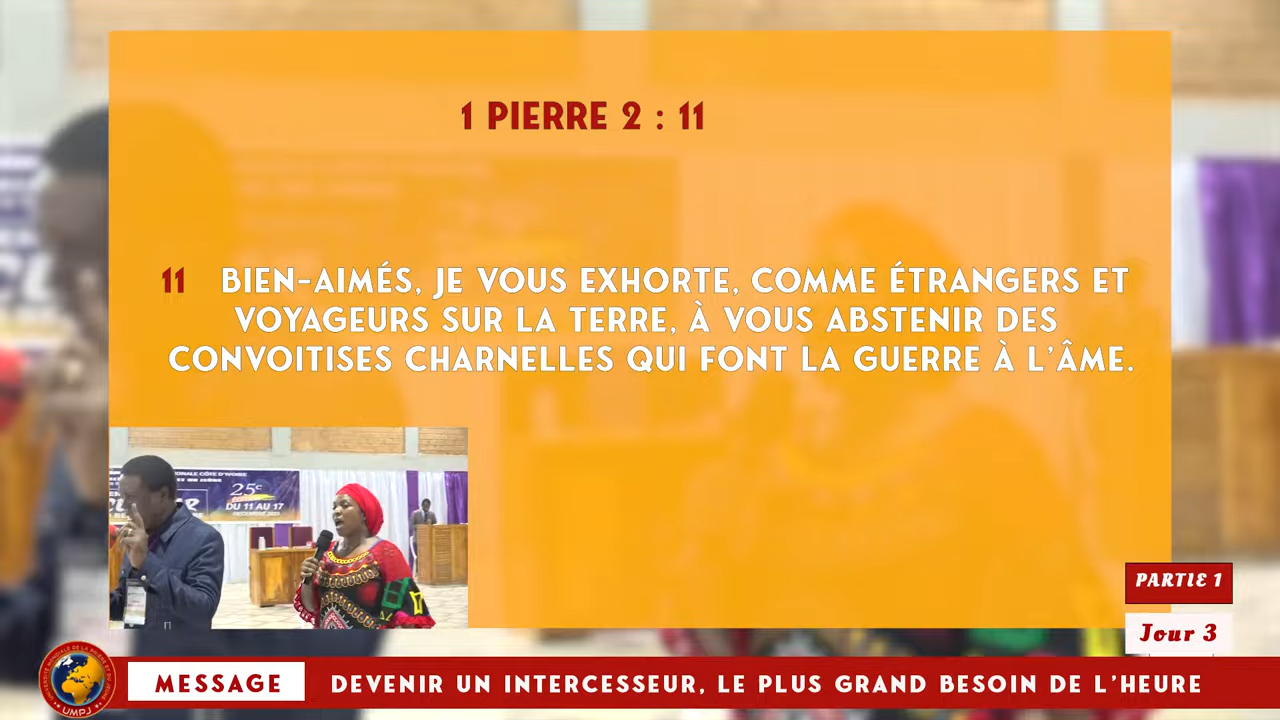 1 PIERRE 2 : 11
11 BIEN-AIMÉS, JE VOUS EXHORTE, COMME ÉTRANGERS ET
VOYAGEURS SUR LA TERRE, À VOUS ABSTENIR DES
CONVOITISES CHARNELLES QUI FONT LA GUERRE À L'ÂME.
CÔTE D'IVOIRE
25e
DU 11 AU 17
PARTIE 1
Jour 3
MESSAGE
DEVENIR UN INTERCESSEUR, LE PLUS GRAND BESOIN DE L'HEURE
UMPJ